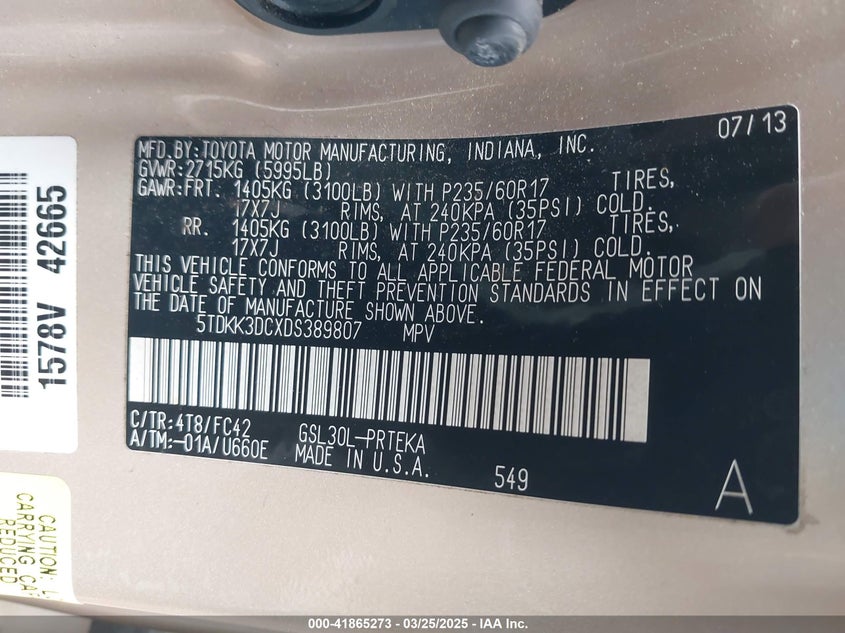 07/13
MFD.BY:TOYOTA MOTOR MANUFACTURING, INDIANA, INC.
GVWR:2715KG (5995LB)
GAWR:FRT. 1405KG (3100LB) WITH P235/60R17 TIRES,
17X7J RIMS, AT 240KPA (35PSI) COLD.
RR. 1405KG (3100LB) WITH P235/60R17 TIRES,
17X7J RIMS, AT 240KPA (35PSI) COLD.
THIS VEHICLE CONFORMS TO ALL APPLICABLE FEDERAL MOTOR
VEHICLE SAFETY AND THEFT PREVENTION STANDARDS IN EFFECT ON
THE DATE OF MANUFACTURE SHOWN ABOVE.
5TDKK3DCXDS389807 MPV
C/TR:4T8/FC42
A/TM:-01A/U660E
GSL30L-PRTEKA
MADE IN U.S.A.
549
A
1578V 42665
CAUTION: L
CARRYING CA
REDUCED
000-41865273 - 03/25/2025 - IAA Inc.